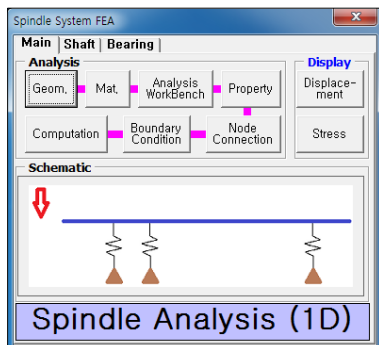 Spindle System FEA
x
Main Shaft Bearing
Analysis
Display
Geom.
Mat.
Analysis
WorkBench
Property
Displace-
ment
Computation
Boundary
Condition
Node
Connection
Stress
Schematic
Spindle Analysis (1D)